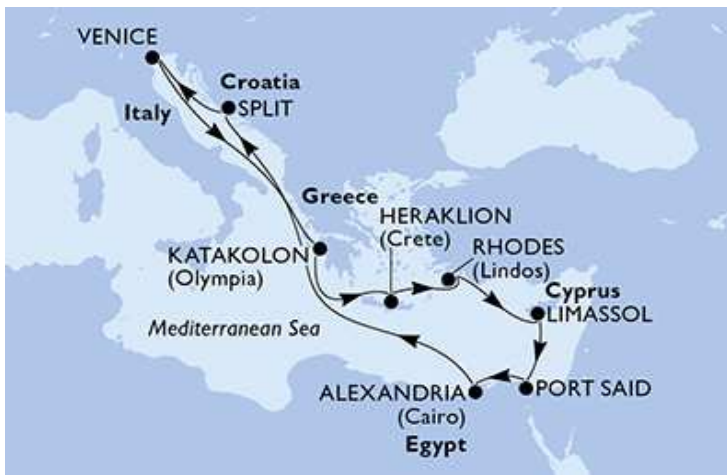 VENICE
Croatia
SPLIT
Italy
Greece
HERAKLION
(Crete)
KATAKOLON
(Olympia)
RHODES
(Lindos)
Cyprus
LIMASSOL
Mediterranean Sea
ALEXANDRIA
(Cairo)
PORT SAID
Egypt